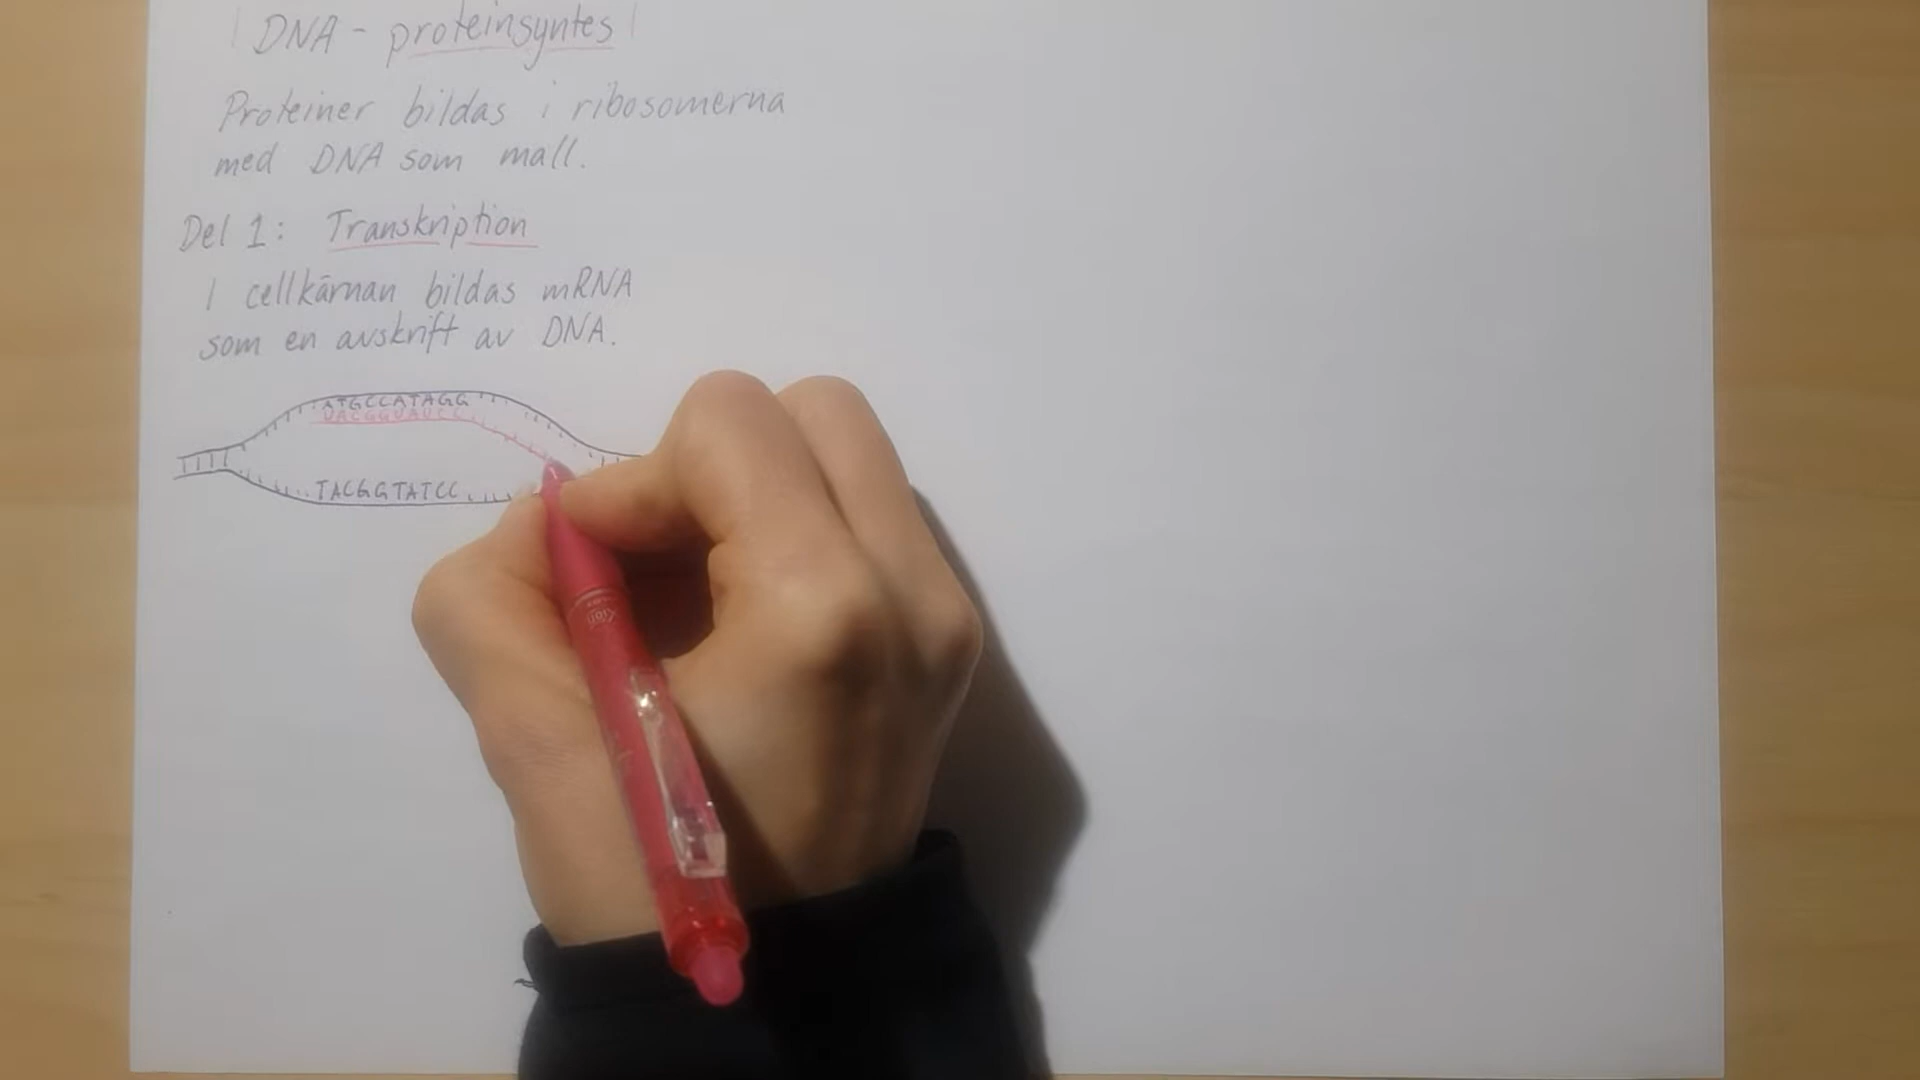 DNA - proteinsyntes
Proteiner bildas i ribosomerna
med DNA som mall.
Del 1: Transkription
I cellkärnan bildas mRNA
som en avskrift av DNA.
ATGCCATAGG
UACGGUAUCC
TACGGTATCC